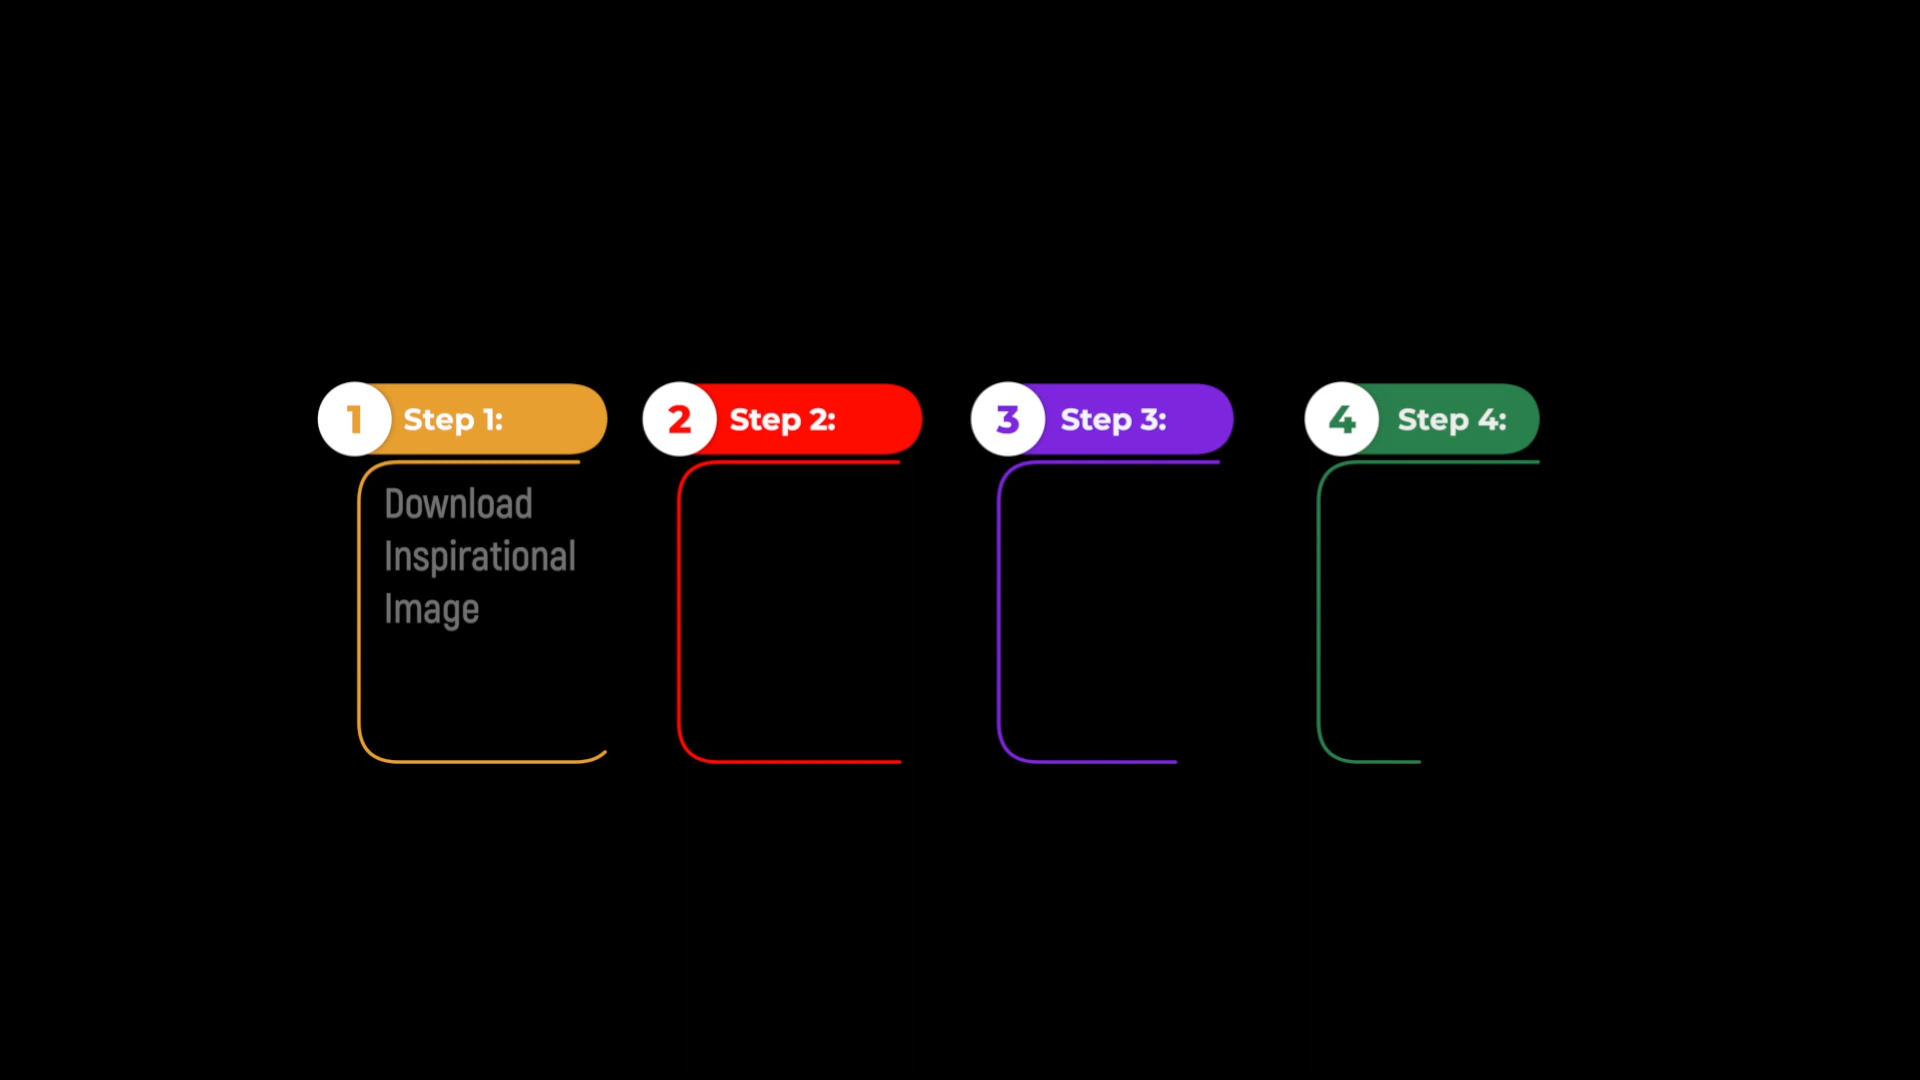 1 Step 1:
Download
Inspirational
Image
2 Step 2:
3 Step 3:
4 Step 4: